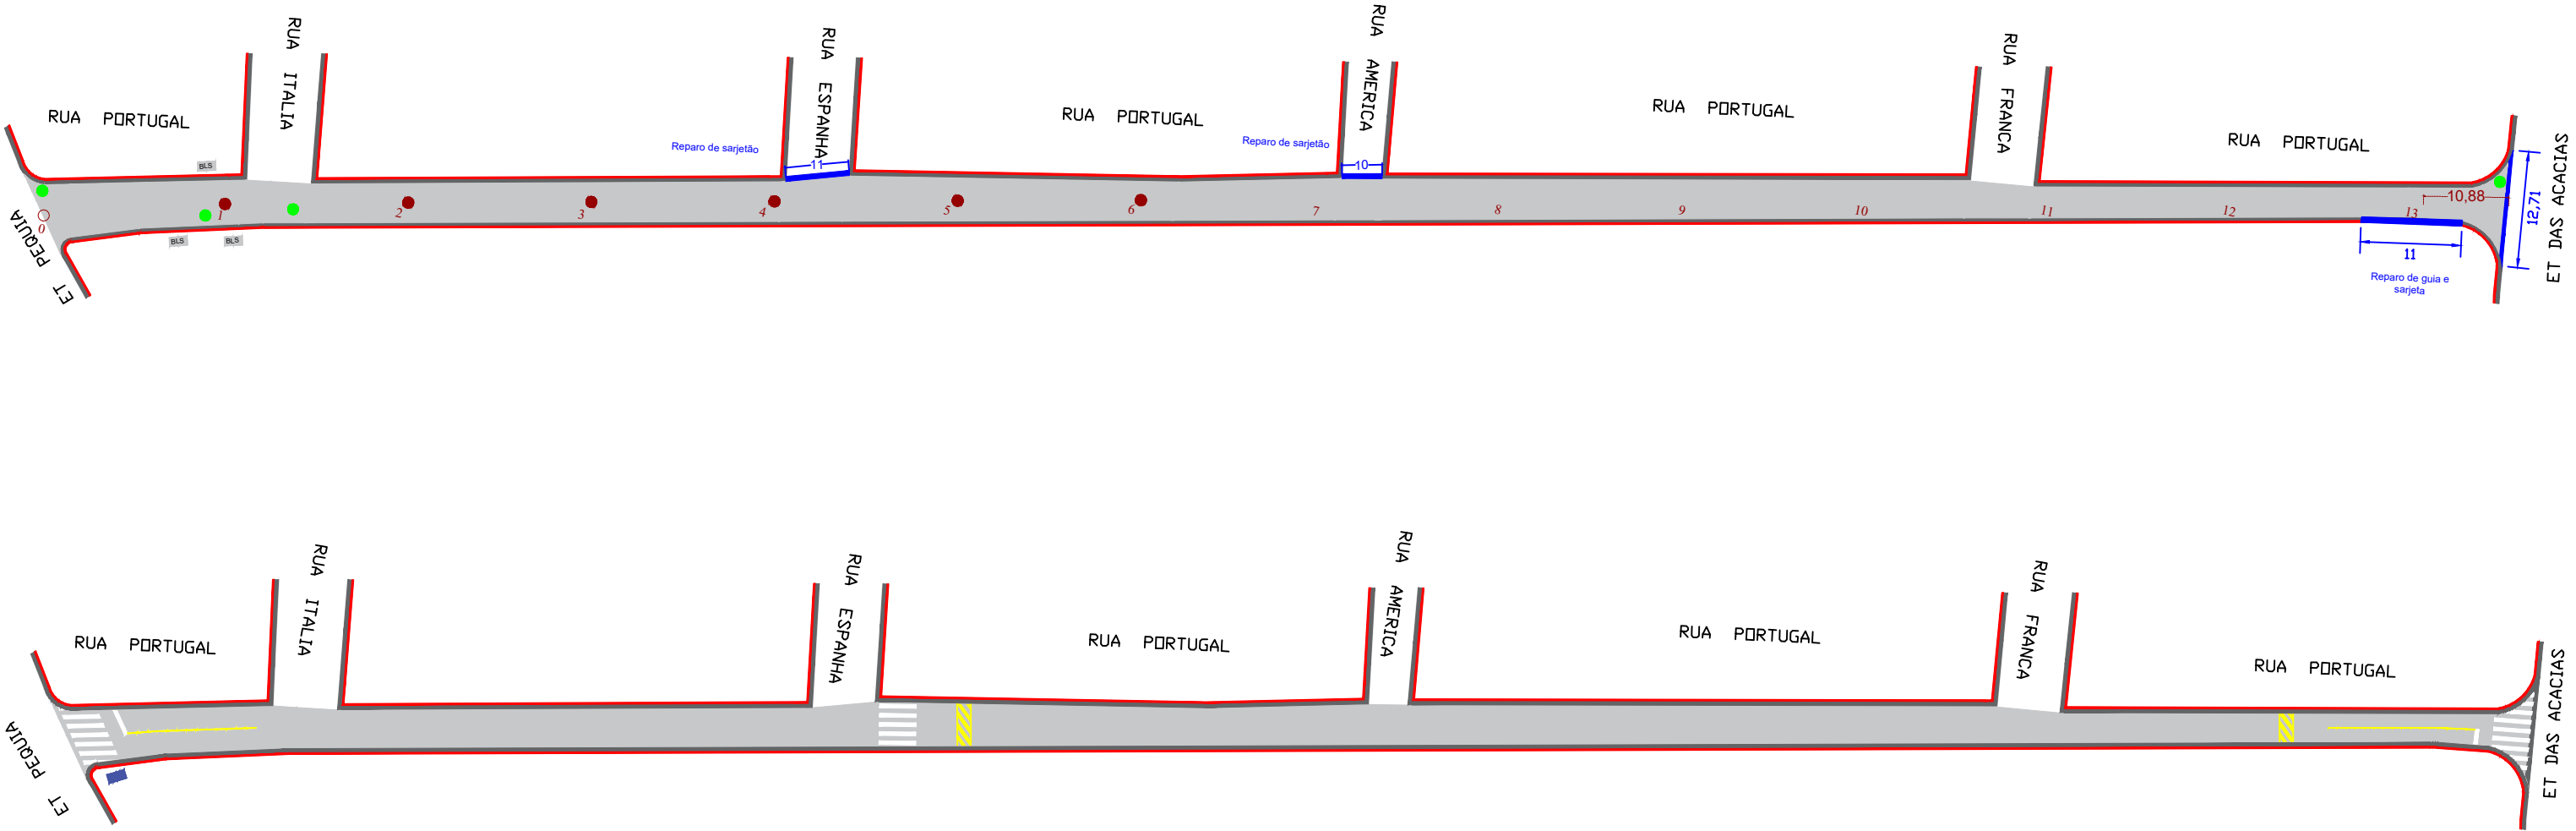 RUA PORTUGAL
RUA ITALIA
RUA ESPANHA
RUA PORTUGAL
RUA AMERICA
RUA PORTUGAL
RUA FRANCA
RUA PORTUGAL
BLS
Reparo de sarjetão
11
Reparo de sarjetão
10
0
1
2
3
4
5
6
7
8
9
10
11
12
13
10,88
12,71
BLS
BLS
11
Reparo de guia e
sarjeta
ET PEQUIA
ET DAS ACACIAS
RUA PORTUGAL
RUA ITALIA
RUA ESPANHA
RUA PORTUGAL
RUA AMERICA
RUA PORTUGAL
RUA FRANCA
RUA PORTUGAL
ET PEQUIA
ET DAS ACACIAS